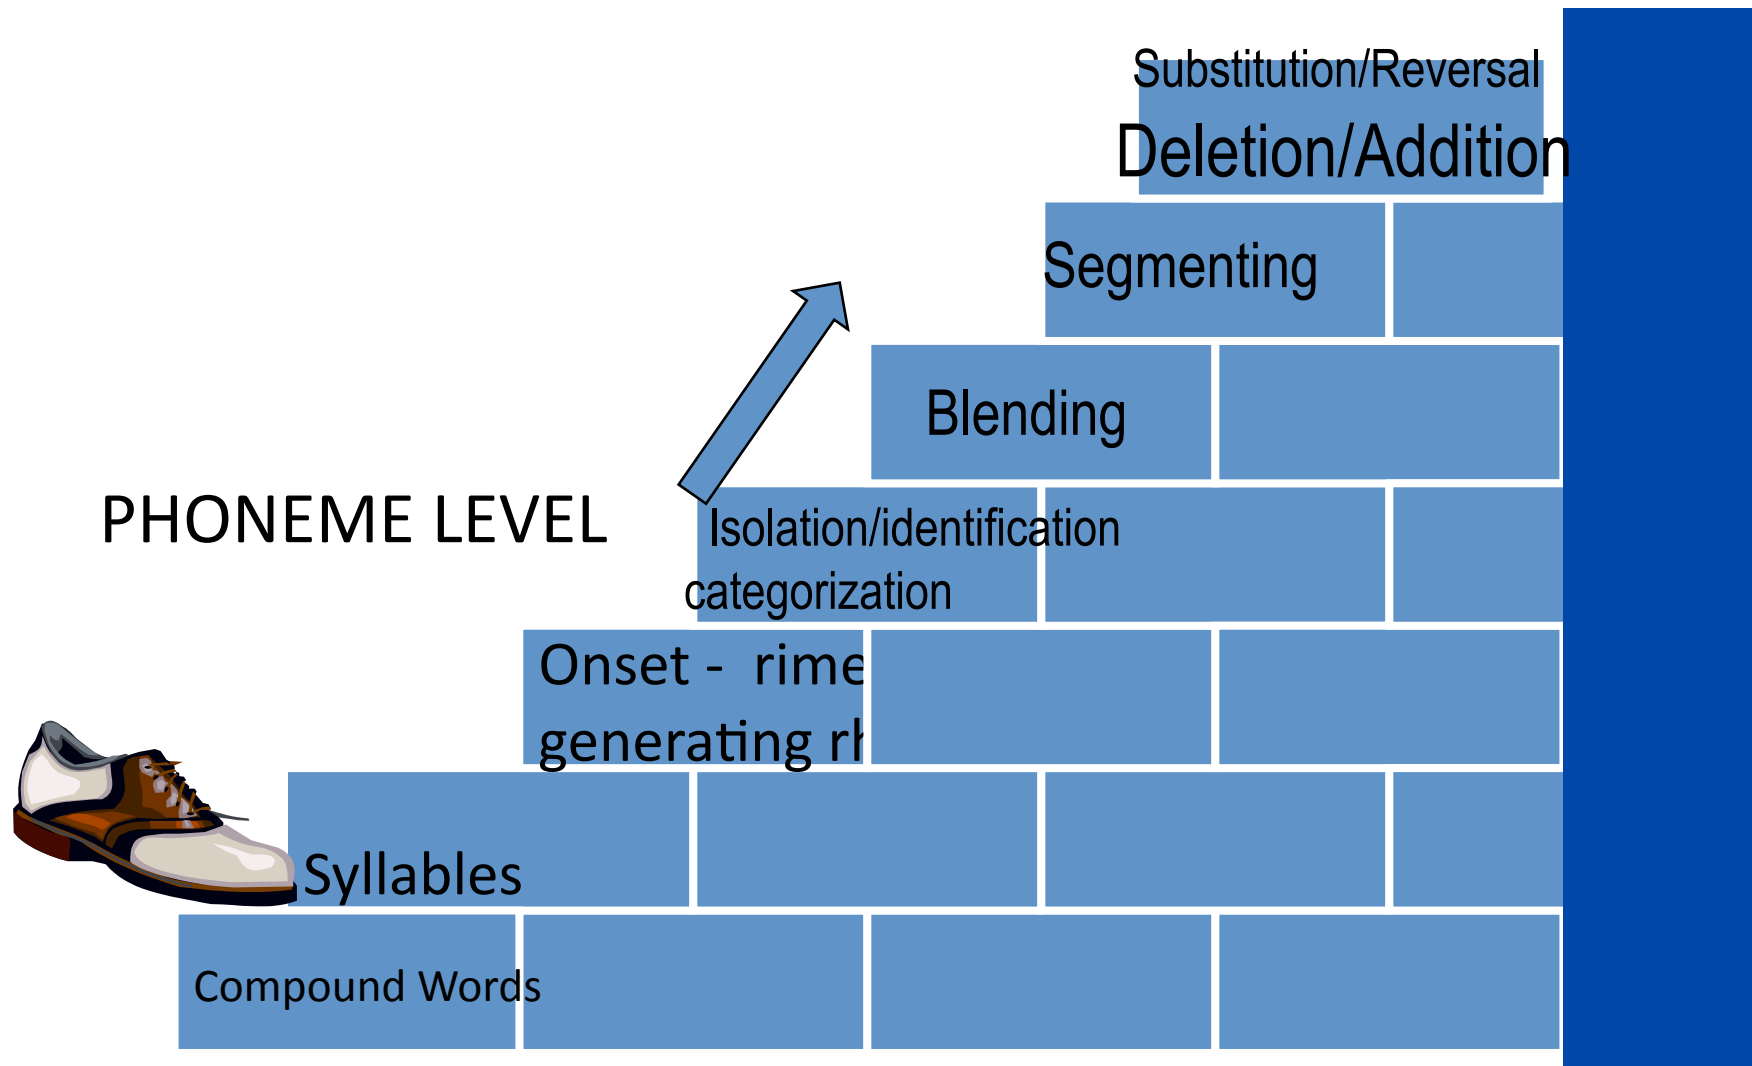 Substitution/Reversal
Deletion/Addition
Segmenting
Blending
PHONEME LEVEL
Isolation/identification
categorization
Onset - rime
generating
Syllables
Compound Words